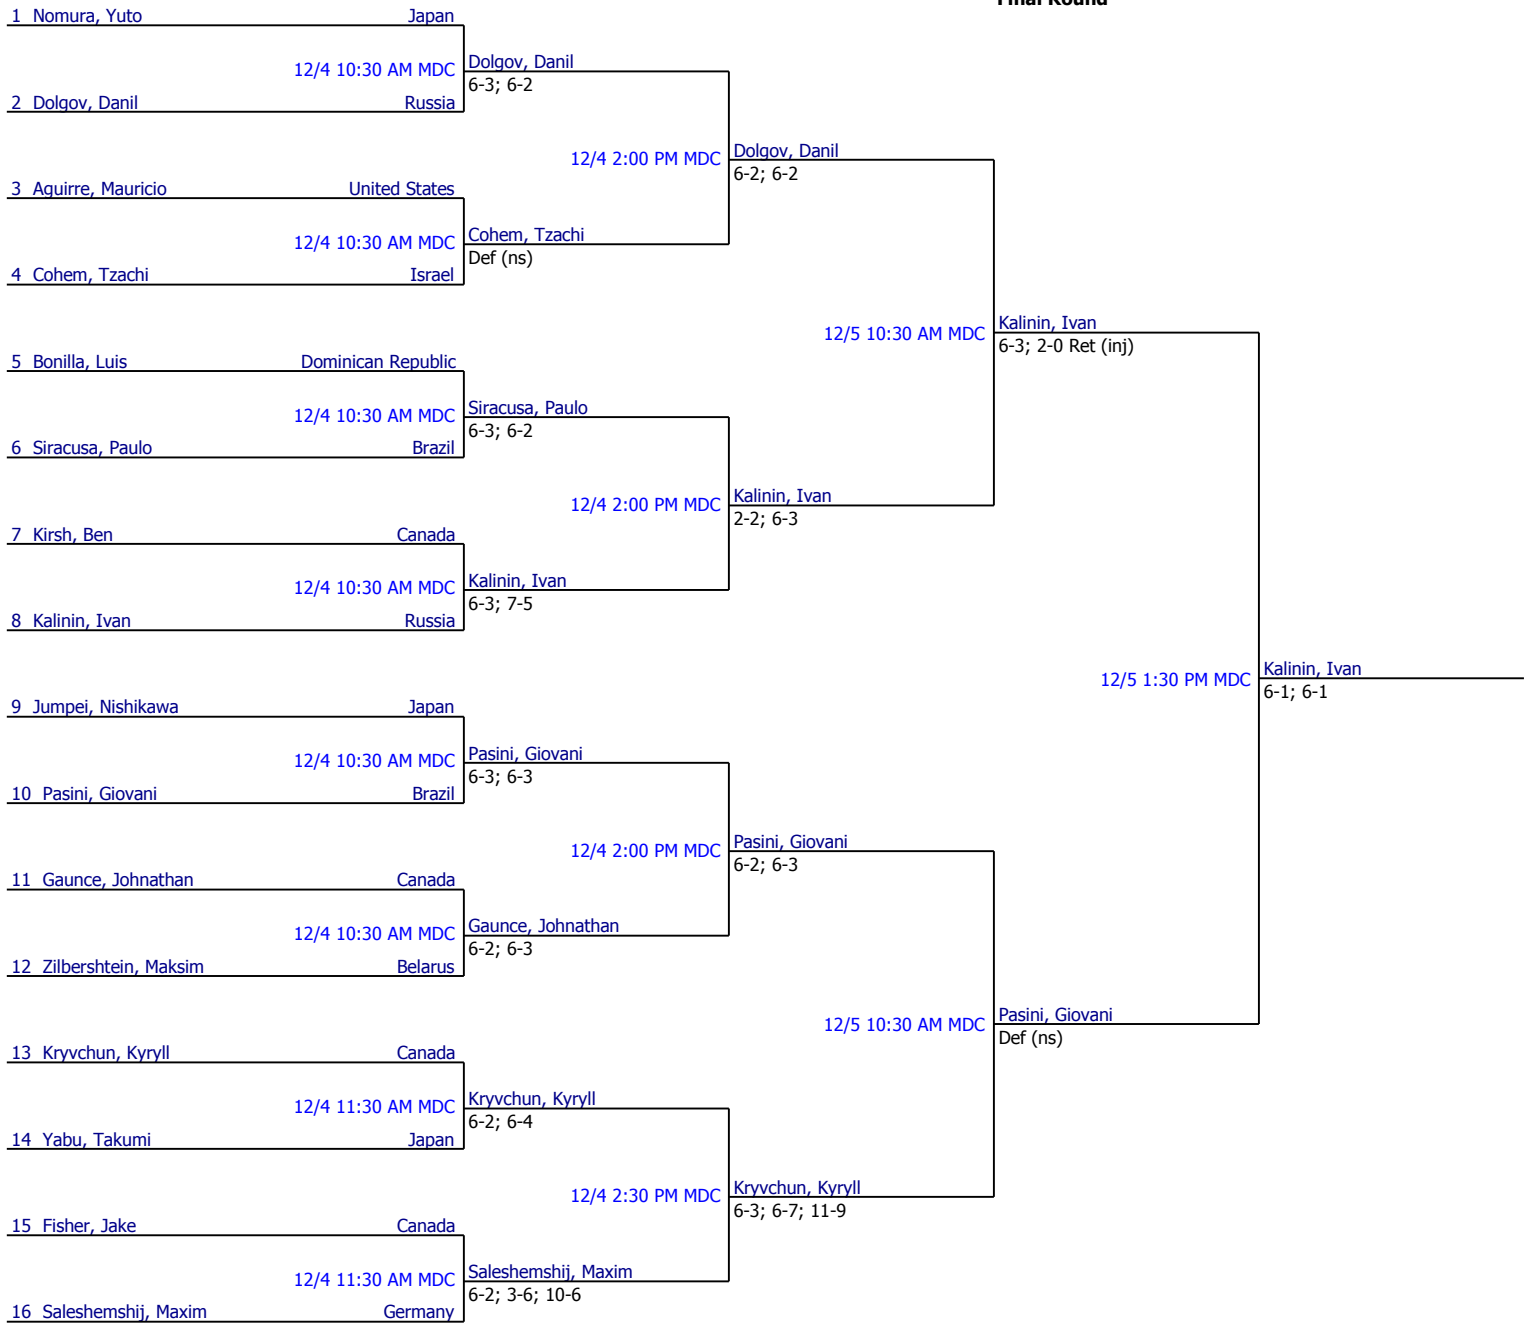 Final Round
1 Nomura, Yuto Japan
12/4 10:30 AM MDC
Dolgov, Danil
6-3; 6-2
2 Dolgov, Danil Russia
12/4 2:00 PM MDC
Dolgov, Danil
6-2; 6-2
3 Aguirre, Mauricio United States
12/4 10:30 AM MDC
Cohem, Tzachi
Def (ns)
4 Cohem, Tzachi Israel
12/5 10:30 AM MDC
Kalinin, Ivan
6-3; 2-0 Ret (inj)
5 Bonilla, Luis Dominican Republic
12/4 10:30 AM MDC
Siracusa, Paulo
6-3; 6-2
6 Siracusa, Paulo Brazil
12/4 2:00 PM MDC
Kalinin, Ivan
2-2; 6-3
7 Kirsh, Ben Canada
12/4 10:30 AM MDC
Kalinin, Ivan
6-3; 7-5
8 Kalinin, Ivan Russia
12/5 1:30 PM MDC
Kalinin, Ivan
6-1; 6-1
9 Jumpei, Nishikawa Japan
12/4 10:30 AM MDC
Pasini, Giovani
6-3; 6-3
10 Pasini, Giovani Brazil
12/4 2:00 PM MDC
Pasini, Giovani
6-2; 6-3
11 Gaunce, Johnathan Canada
12/4 10:30 AM MDC
Gaunce, Johnathan
6-2; 6-3
12 Zilbershtein, Maksim Belarus
12/5 10:30 AM MDC
Pasini, Giovani
Def (ns)
13 Kryvchun, Kyryll Canada
12/4 11:30 AM MDC
Kryvchun, Kyryll
6-2; 6-4
14 Yabu, Takumi Japan
12/4 2:30 PM MDC
Kryvchun, Kyryll
6-3; 6-7; 11-9
15 Fisher, Jake Canada
12/4 11:30 AM MDC
Saleshemshij, Maxim
6-2; 3-6; 10-6
16 Saleshemshij, Maxim Germany